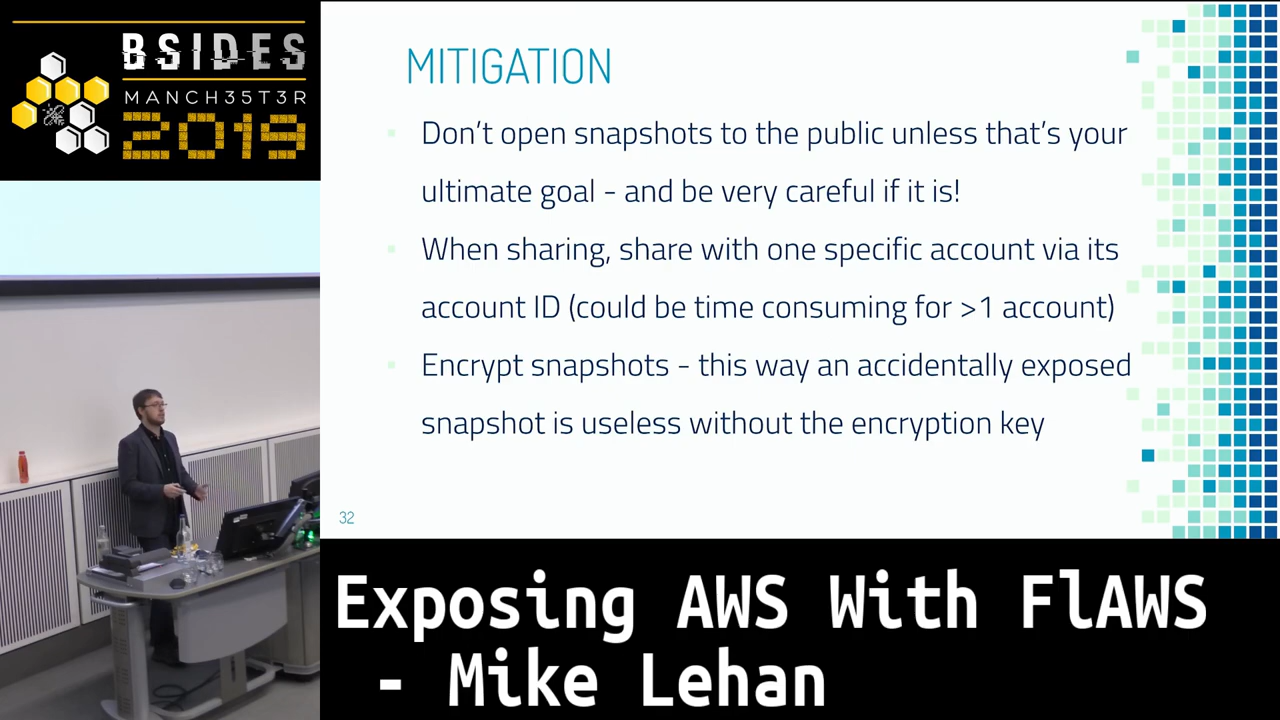 BSIDES
MANCH35T3R
2019
MITIGATION
Don't open snapshots to the public unless that's your
ultimate goal - and be very careful if it is!
When sharing, share with one specific account via its
account ID (could be time consuming for >1 account)
Encrypt snapshots - this way an accidentally exposed
snapshot is useless without the encryption key
32
Exposing AWS With FlAWS
- Mike Lehan